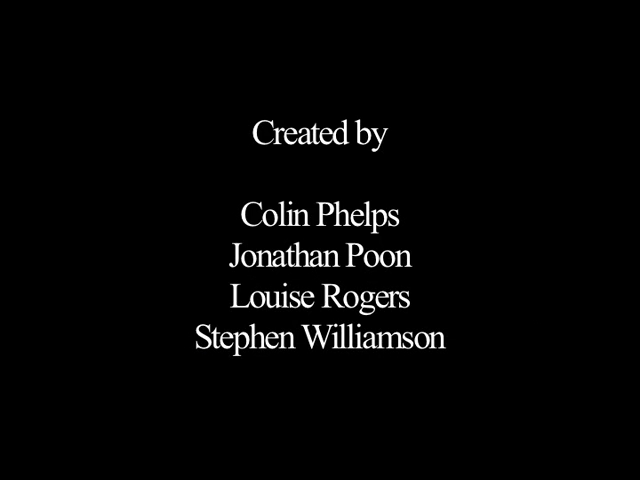 Created by
Colin Phelps
Jonathan Poon
Louise Rogers
Stephen Williamson